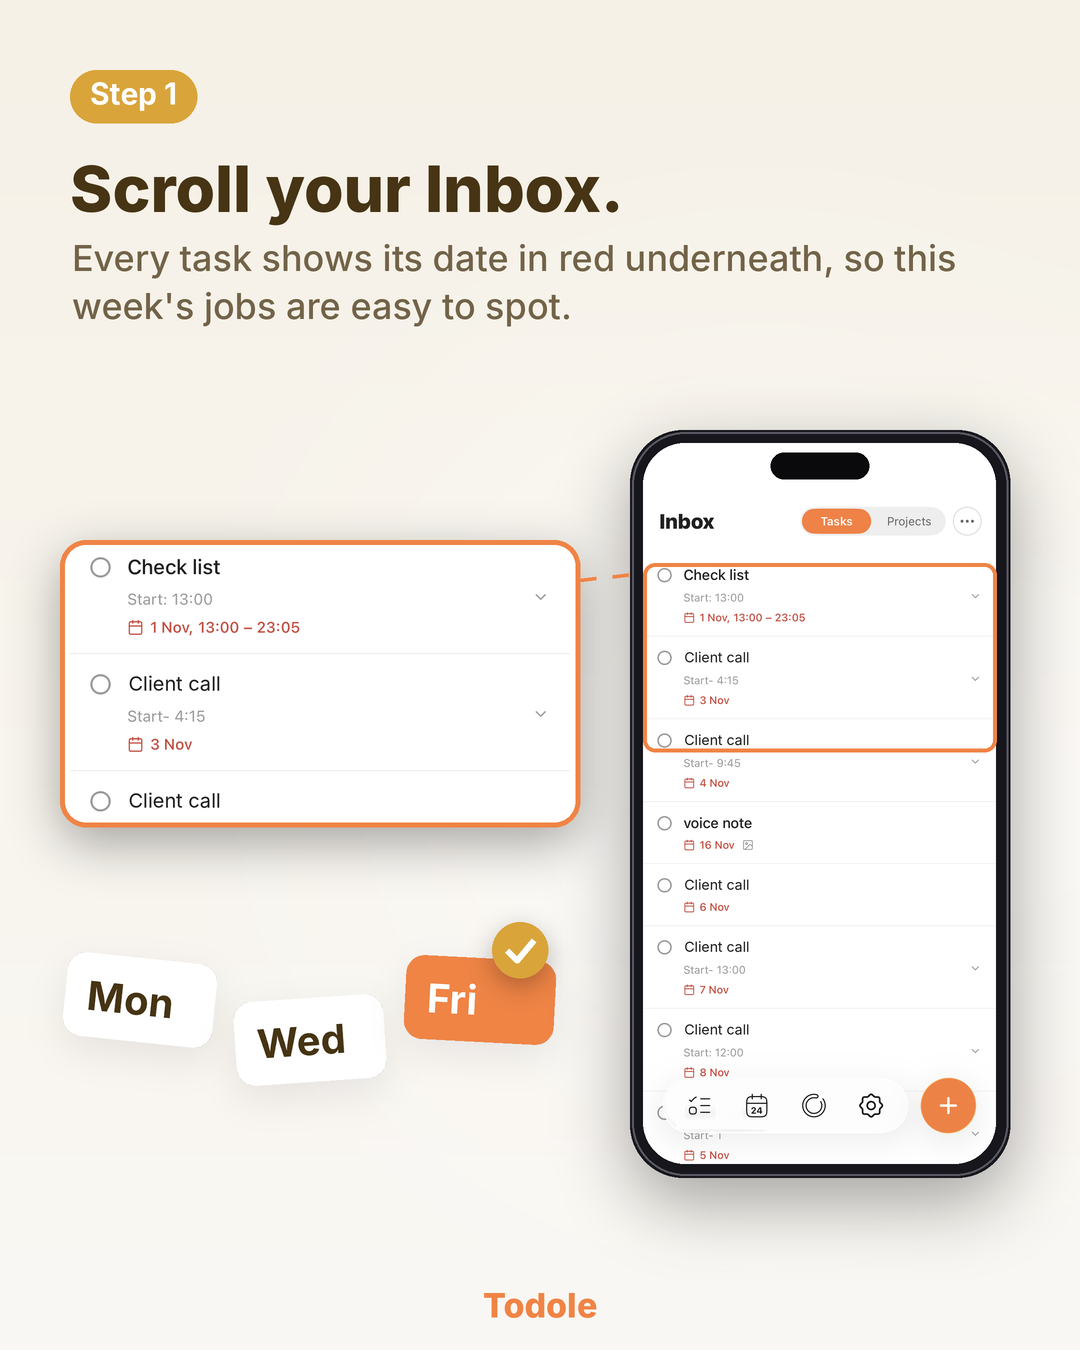 Step 1
Scroll your Inbox.
Every task shows its date in red underneath, so this
week's jobs are easy to spot.
Check list
Start: 13:00
1 Nov, 13:00 – 23:05
Client call
Start- 4:15
3 Nov
Client call
Mon
Wed
Fri
Inbox
Tasks
Projects
Check list
Start: 13:00
1 Nov, 13:00 – 23:05
Client call
Start- 4:15
3 Nov
Client call
Start- 9:45
4 Nov
voice note
16 Nov
Client call
6 Nov
Client call
Start- 13:00
7 Nov
Client call
Start: 12:00
8 Nov
24
Start- 1
5 Nov
Todole